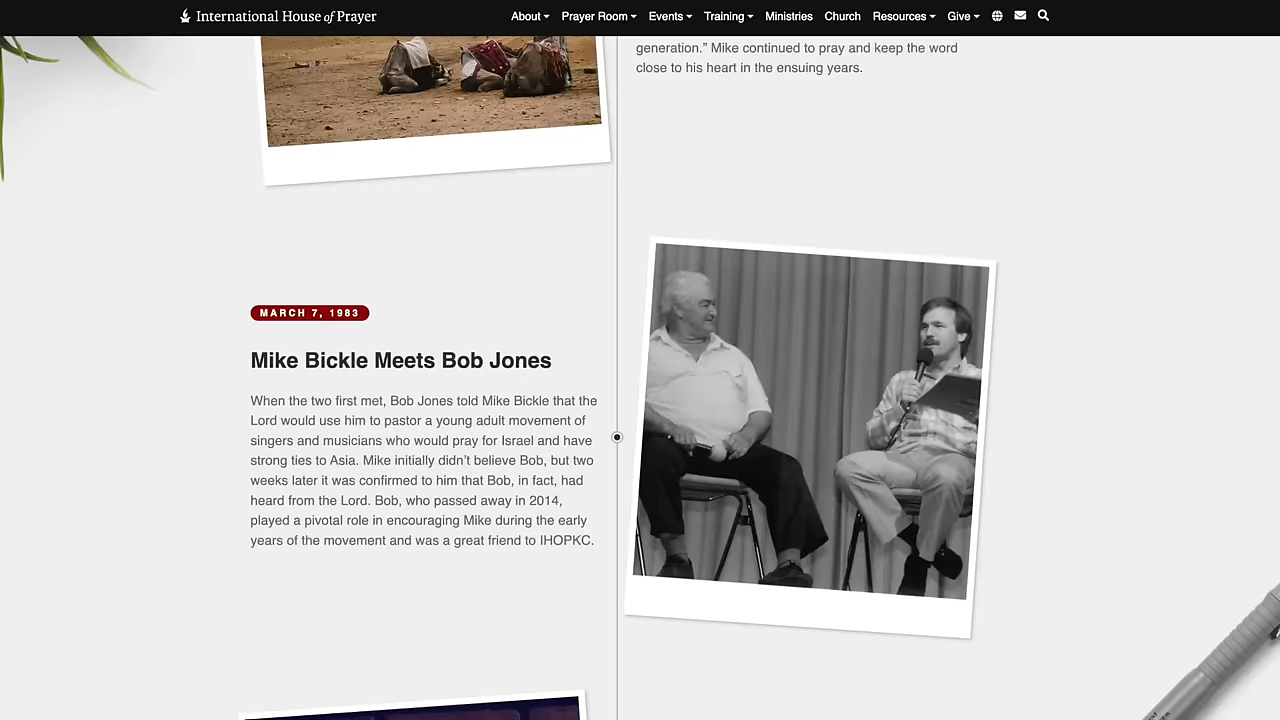 International House of Prayer
About Prayer Room Events Training Ministries Church Resources Give
generation.” Mike continued to pray and keep the word
close to his heart in the ensuing years.
MARCH 7, 1983
Mike Bickle Meets Bob Jones
When the two first met, Bob Jones told Mike Bickle that the
Lord would use him to pastor a young adult movement of
singers and musicians who would pray for Israel and have
strong ties to Asia. Mike initially didn’t believe Bob, but two
weeks later it was confirmed to him that Bob, in fact, had
heard from the Lord. Bob, who passed away in 2014,
played a pivotal role in encouraging Mike during the early
years of the movement and was a great friend to IHOPKC.